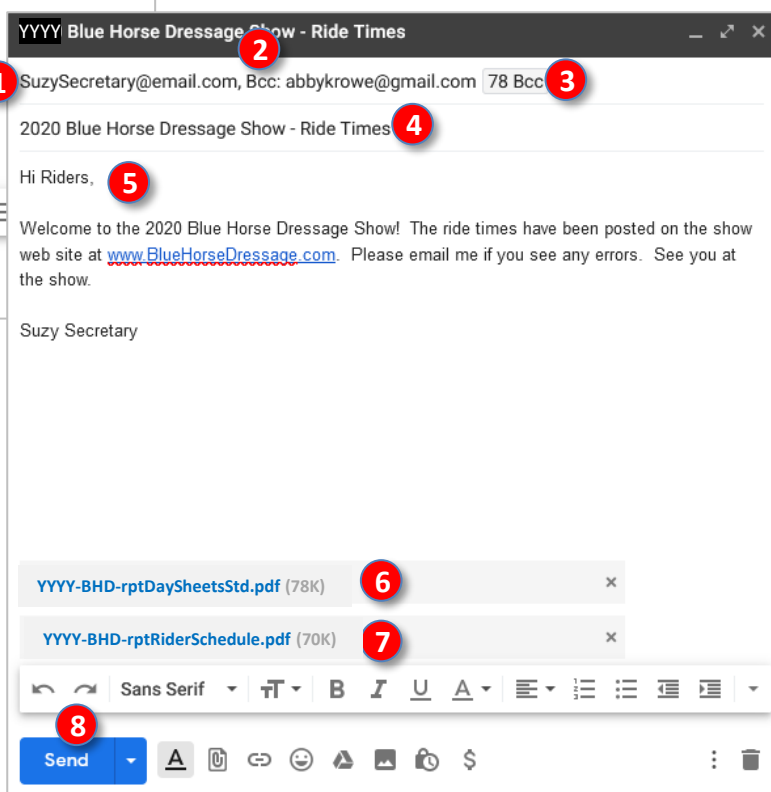 YYYY Blue Horse Dressage Show - Ride Times
2
1
SuzySecretary@email.com, Bcc: abbykrowe@gmail.com 78 Bcc 3
2020 Blue Horse Dressage Show - Ride Times 4
Hi Riders, 5
Welcome to the 2020 Blue Horse Dressage Show! The ride times have been posted on the show
web site at www.BlueHorseDressage.com. Please email me if you see any errors. See you at
the show.
Suzy Secretary
YYYY-BHD-rptDaySheetsStd.pdf (78K) 6
YYYY-BHD-rptRiderSchedule.pdf (70K) 7
Sans Serif
8
Send